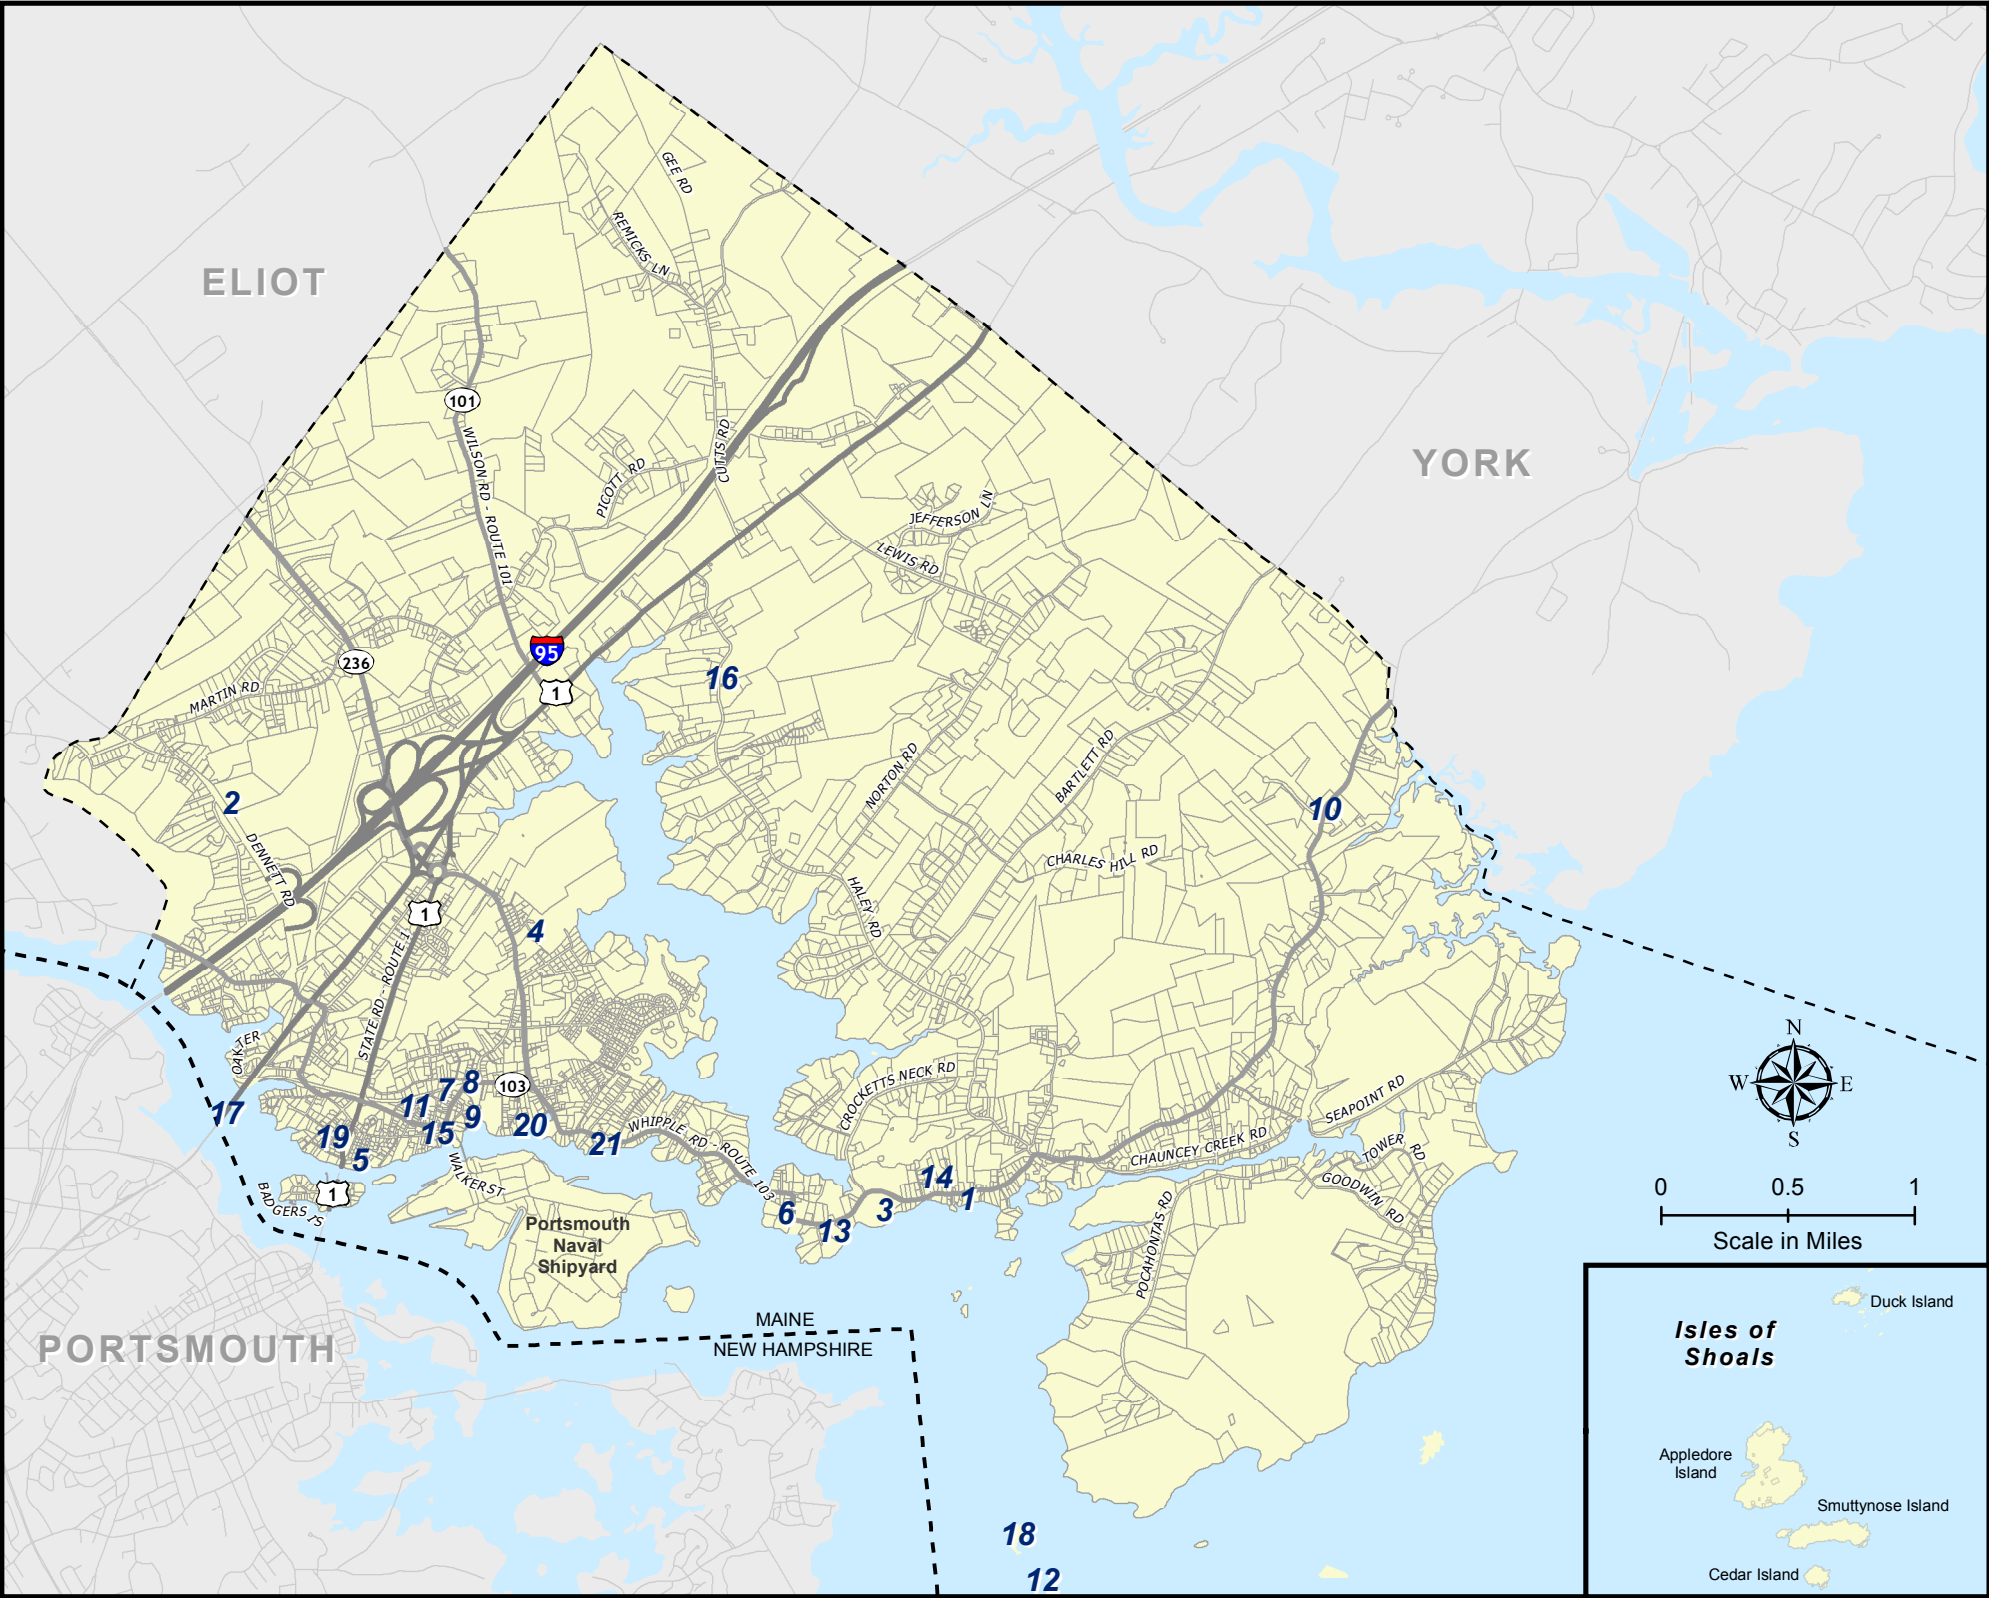 GEE RD
REMICKS LN
ELIOT
101
WILSON RD - ROUTE 101
PICOTT RD
CUTTS RD
YORK
JEFFERSON LN
LEWIS RD
95
236
1
16
MARTIN RD
2
NORTON RD
BARTLETT RD
10
DENNETT RD
CHARLES HILL RD
HALEY RD
1
4
STATE RD - ROUTE 1
OAK TER
17
7
8
103
11
9
15
20
19
5
21
WHIPPLE RD - ROUTE 103
CROCKETTS NECK RD
SEAPOINT RD
CHAUNCEY CREEK RD
TOWER RD
GOODWIN RD
WALKER ST
1
BADGERS IS
14
1
3
6
13
POCAHONTAS RD
Portsmouth
Naval
Shipyard
N
W
E
S
0 0.5 1
Scale in Miles
MAINE
NEW HAMPSHIRE
PORTSMOUTH
18
12
Isles of
Shoals
Duck Island
Appledore
Island
Smuttynose Island
Cedar Island